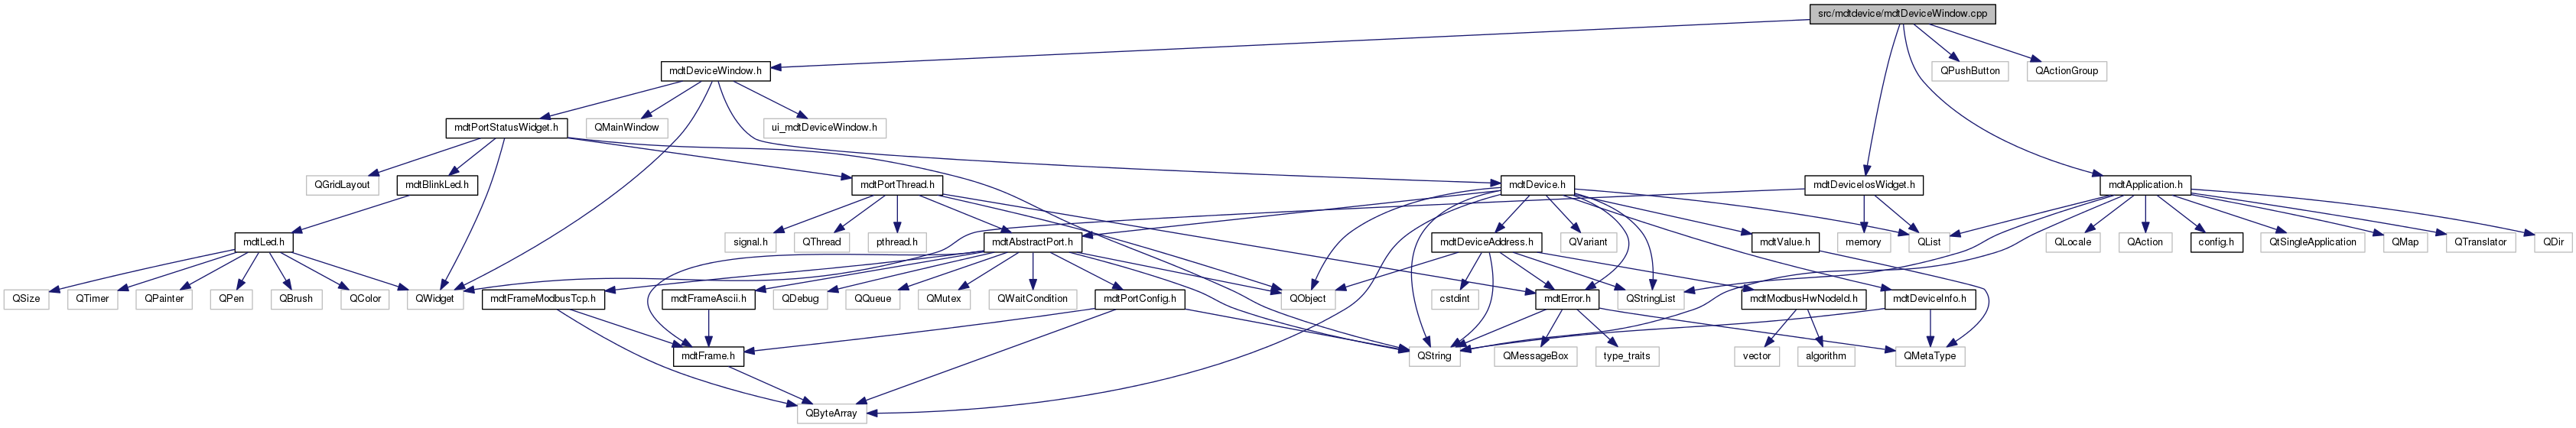 src/mdtdevice/mdtDeviceWindow.cpp
mdtDeviceWindow.h
QPushButton
QActionGroup
mdtPortStatusWidget.h
QMainWindow
ui_mdtDeviceWindow.h
QGridLayout
mdtBlinkLed.h
mdtPortThread.h
mdtDevice.h
mdtDeviceIosWidget.h
mdtApplication.h
mdtLed.h
signal.h
QThread
pthread.h
mdtAbstractPort.h
mdtDeviceAddress.h
QVariant
mdtValue.h
memory
QList
QLocale
QAction
config.h
QtSingleApplication
QMap
QTranslator
QDir
QSize
QTimer
QPainter
QPen
QBrush
QColor
QWidget
mdtFrameModbusTcp.h
mdtFrameAscii.h
QDebug
QQueue
QMutex
QWaitCondition
mdtPortConfig.h
QObject
cstdint
mdtError.h
QStringList
mdtModbusHwNodeId.h
mdtDeviceInfo.h
mdtFrame.h
QString
QMessageBox
type_traits
vector
algorithm
QMetaType
QByteArray